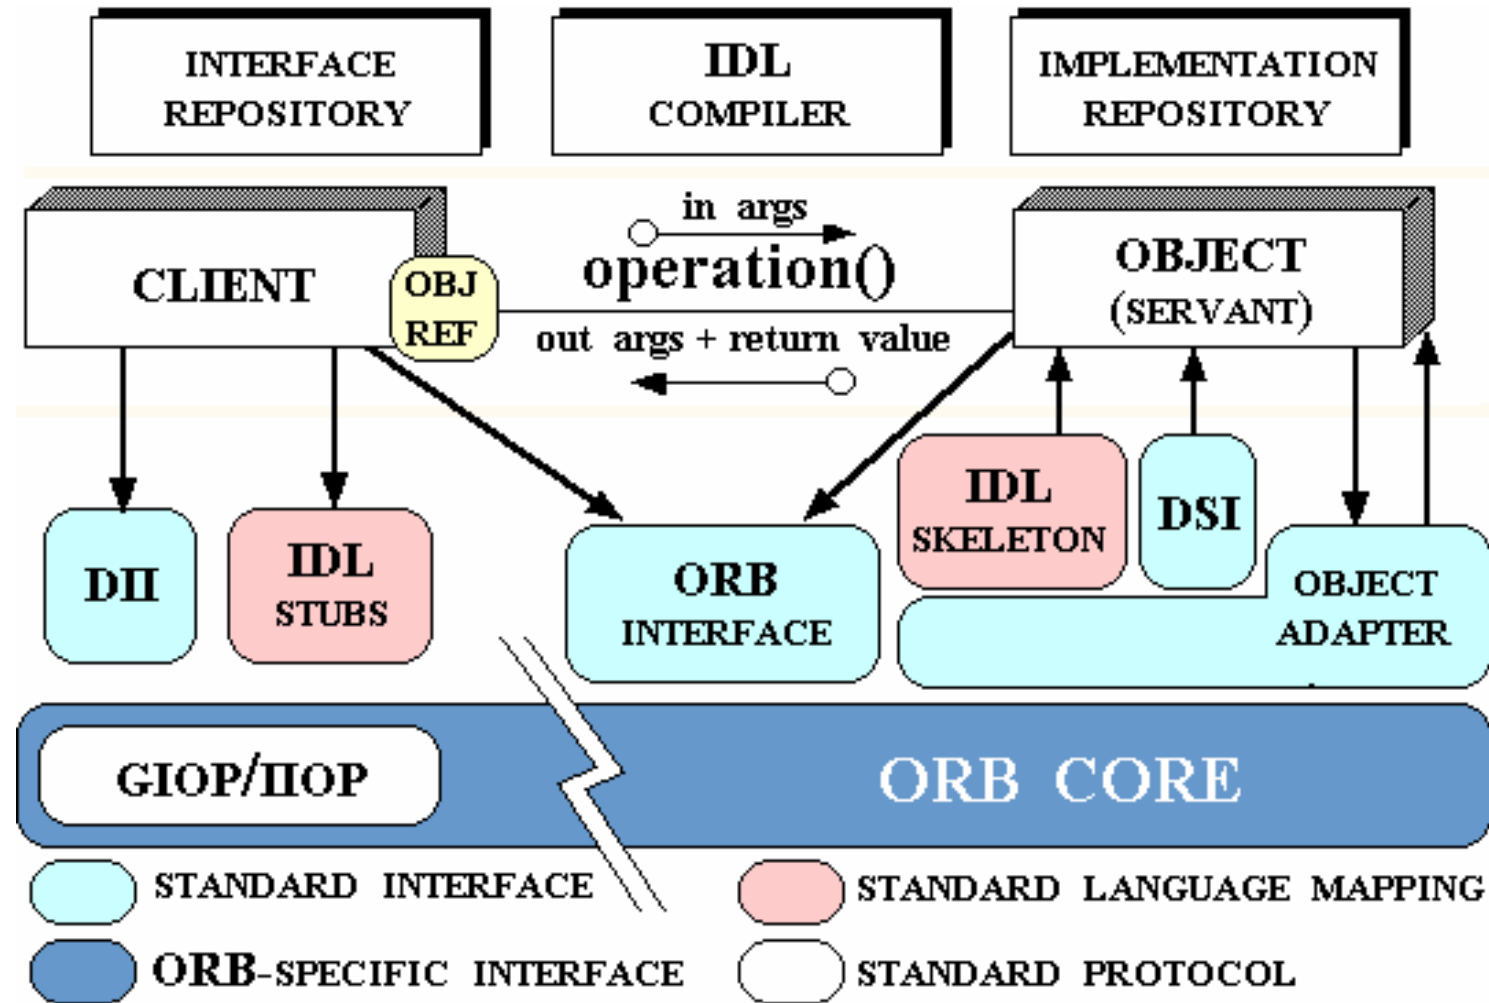 INTERFACE
REPOSITORY
IDL
COMPILER
IMPLEMENTATION
REPOSITORY
CLIENT
OBJ
REF
in args
operation()
out args + return value
OBJECT
(SERVANT)
DII
IDL
STUBS
ORB
INTERFACE
IDL
SKELETON
DSI
OBJECT
ADAPTER
GIOP/IIOP
ORB CORE
STANDARD INTERFACE
STANDARD LANGUAGE MAPPING
ORB-SPECIFIC INTERFACE
STANDARD PROTOCOL